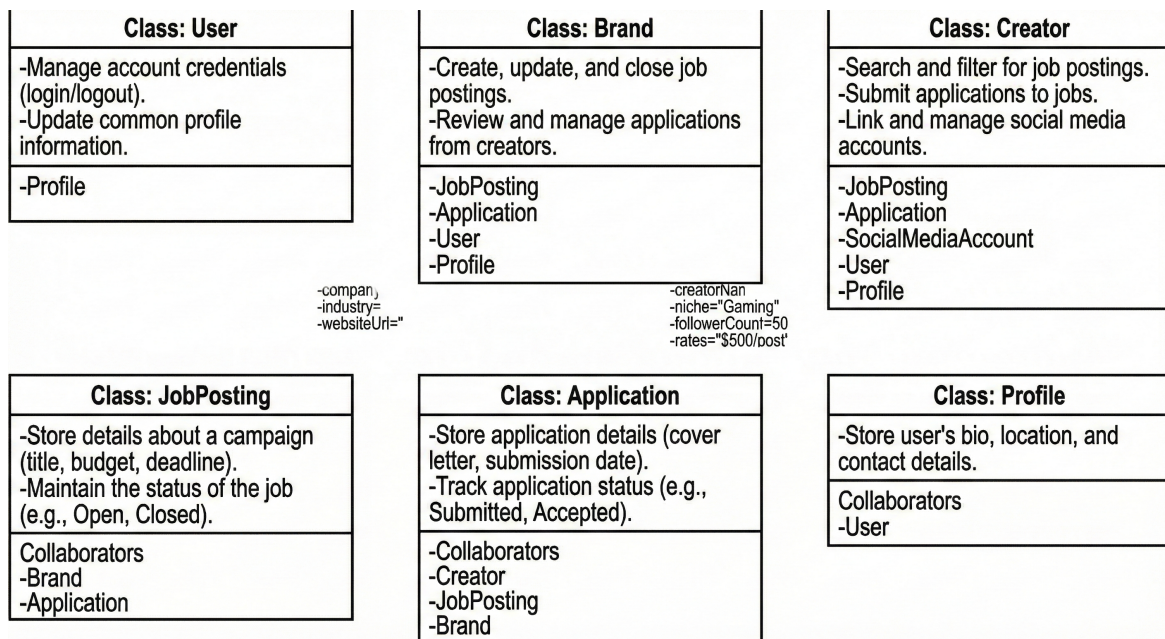 Class: User
-Manage account credentials
(login/logout).
-Update common profile
information.
-Profile
Class: Brand
-Create, update, and close job
postings.
-Review and manage applications
from creators.
-JobPosting
-Application
-User
-Profile
Class: Creator
-Search and filter for job postings.
-Submit applications to jobs.
-Link and manage social media
accounts.
-JobPosting
-Application
-SocialMediaAccount
-User
-Profile
-industry=
-websiteUrl="
-niche="Gaming"
-followerCount=50
-rates="$500/post'
Class: JobPosting
-Store details about a campaign
(title, budget, deadline).
-Maintain the status of the job
(e.g., Open, Closed).
Collaborators
-Brand
-Application
Class: Application
-Store application details (cover
letter, submission date).
-Track application status (e.g.,
Submitted, Accepted).
-Collaborators
-Creator
-JobPosting
-Brand
Class: Profile
-Store user's bio, location, and
contact details.
Collaborators
-User